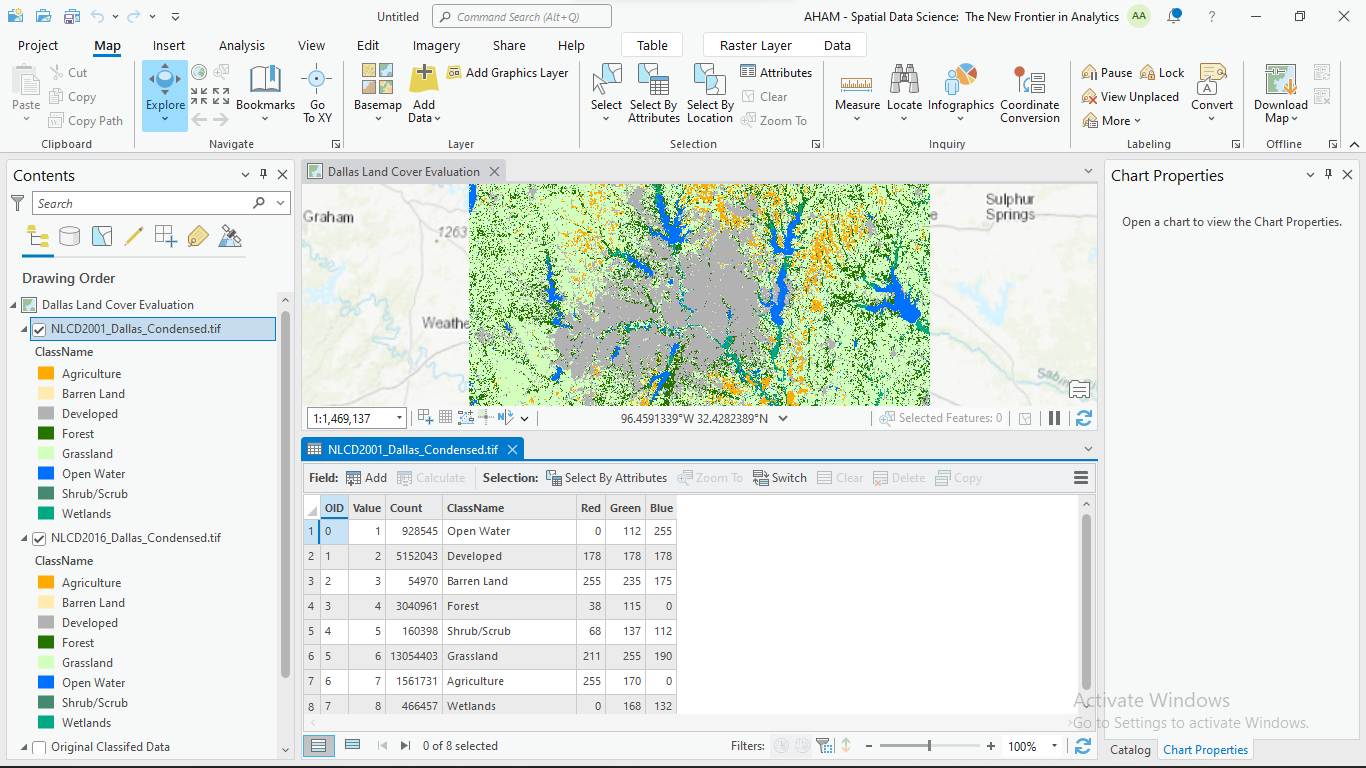 Untitled
Command Search (Alt+Q)
AHAM - Spatial Data Science: The New Frontier in Analytics
AA
?
Project Map Insert Analysis View Edit Imagery Share Help Table Raster Layer Data
Paste
Cut
Copy
Copy Path
Clipboard
Explore
Bookmarks
Go To XY
Navigate
Basemap
Add Data
Add Graphics Layer
Layer
Select
Select By Attributes
Select By Location
Attributes
Clear
Zoom To
Selection
Measure
Locate
Infographics
Coordinate Conversion
Inquiry
Pause
Lock
View Unplaced
More
Convert
Labeling
Download Map
Offline
Contents
Search
Drawing Order
Dallas Land Cover Evaluation
NLCD2001_Dallas_Condensed.tif
ClassName
Agriculture
Barren Land
Developed
Forest
Grassland
Open Water
Shrub/Scrub
Wetlands
NLCD2016_Dallas_Condensed.tif
ClassName
Agriculture
Barren Land
Developed
Forest
Grassland
Open Water
Shrub/Scrub
Wetlands
Original Classifed Data
Dallas Land Cover Evaluation
Graham
1263
Weathe
e
Sulphur
Springs
Sabin
1:1,469,137
96.4591339°W 32.4282389°N
Selected Features: 0
NLCD2001_Dallas_Condensed.tif
Field: Add Calculate Selection: Select By Attributes Zoom To Switch Clear Delete Copy
OID Value Count ClassName Red Green Blue
1 0 1 928545 Open Water 0 112 255
2 1 2 5152043 Developed 178 178 178
3 2 3 54970 Barren Land 255 235 175
4 3 4 3040961 Forest 38 115 0
5 4 5 160398 Shrub/Scrub 68 137 112
6 5 6 13054403 Grassland 211 255 190
7 6 7 1561731 Agriculture 255 170 0
8 7 8 466457 Wetlands 0 168 132
0 of 8 selected
Filters:
100%
Chart Properties
Open a chart to view the Chart Properties.
Activate Windows
Go to Settings to activate Windows.
Catalog Chart Properties